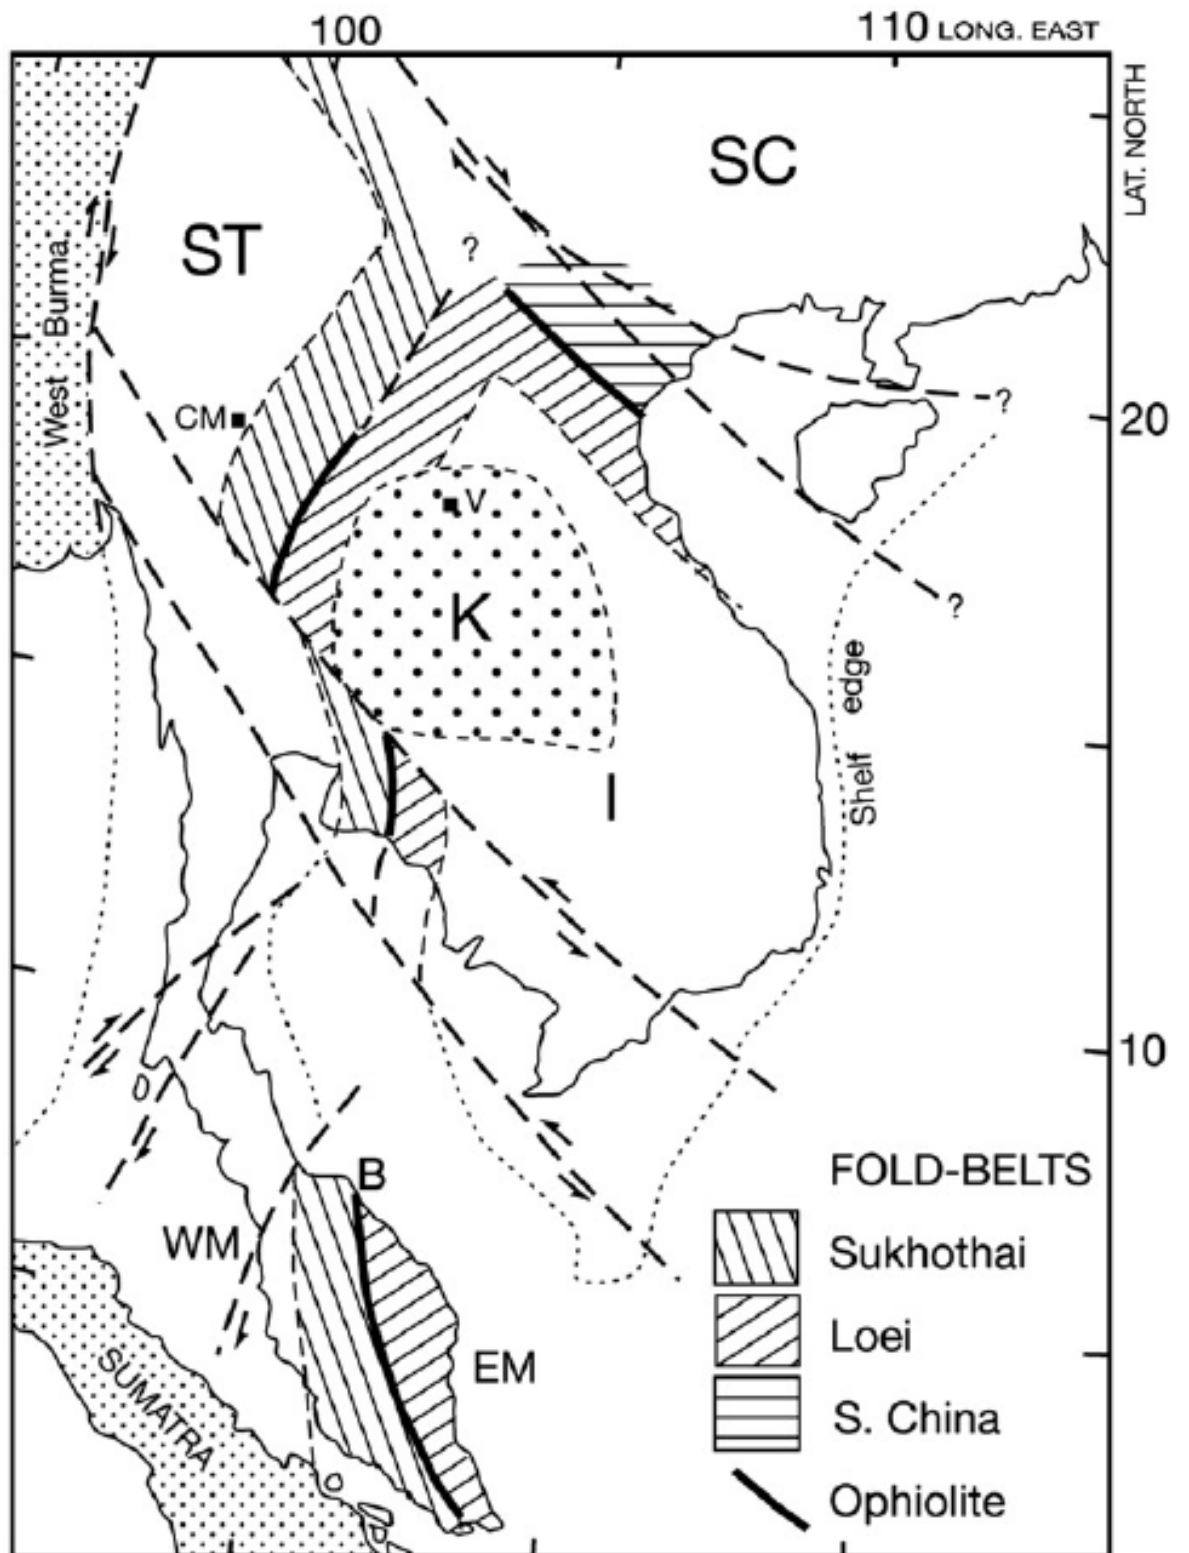 100
110 LONG. EAST
LAT. NORTH
SC
ST
?
West Burma
CM
?
20
V
K
?
Shelf edge
I
10
B
WM
EM
SUMATRA
FOLD-BELTS
Sukhothai
Loei
S. China
Ophiolite